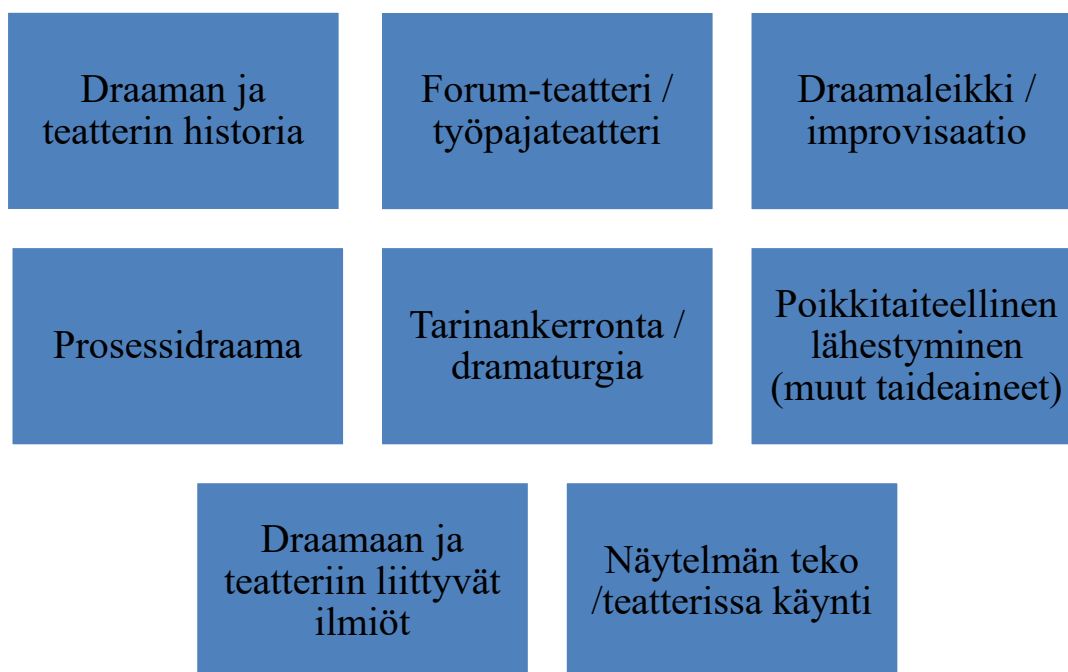 Draaman ja
teatterin historia
Forum-teatteri /
työpajateatteri
Draamaleikki /
improvisaatio
Prosessidraama
Tarinankerronta /
dramaturgia
Poikkitaiteellinen
lähestyminen
(muut taideaineet)
Draamaan ja
teatteriin liittyvät
ilmiöt
Näytelmän teko
/teatterissa käynti